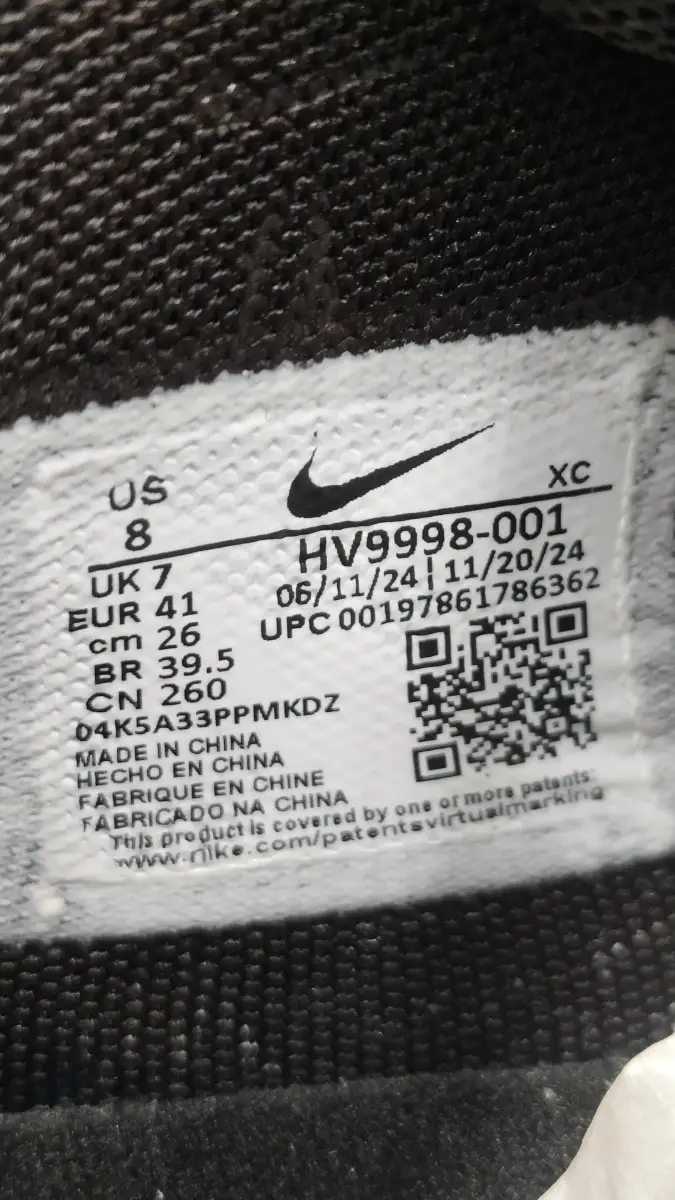 US
8
XC
HV9998-001
06/11/24 | 11/20/24
UPC 00197861786362
UK 7
EUR 41
cm 26
BR 39.5
CN 260
04K5A33PPMKDZ
MADE IN CHINA
HECHO EN CHINA
FABRIQUE EN CHINE
FABRICADO NA CHINA
This product is covered by one or more patents:
www.nike.com/patentsvirtualmarking